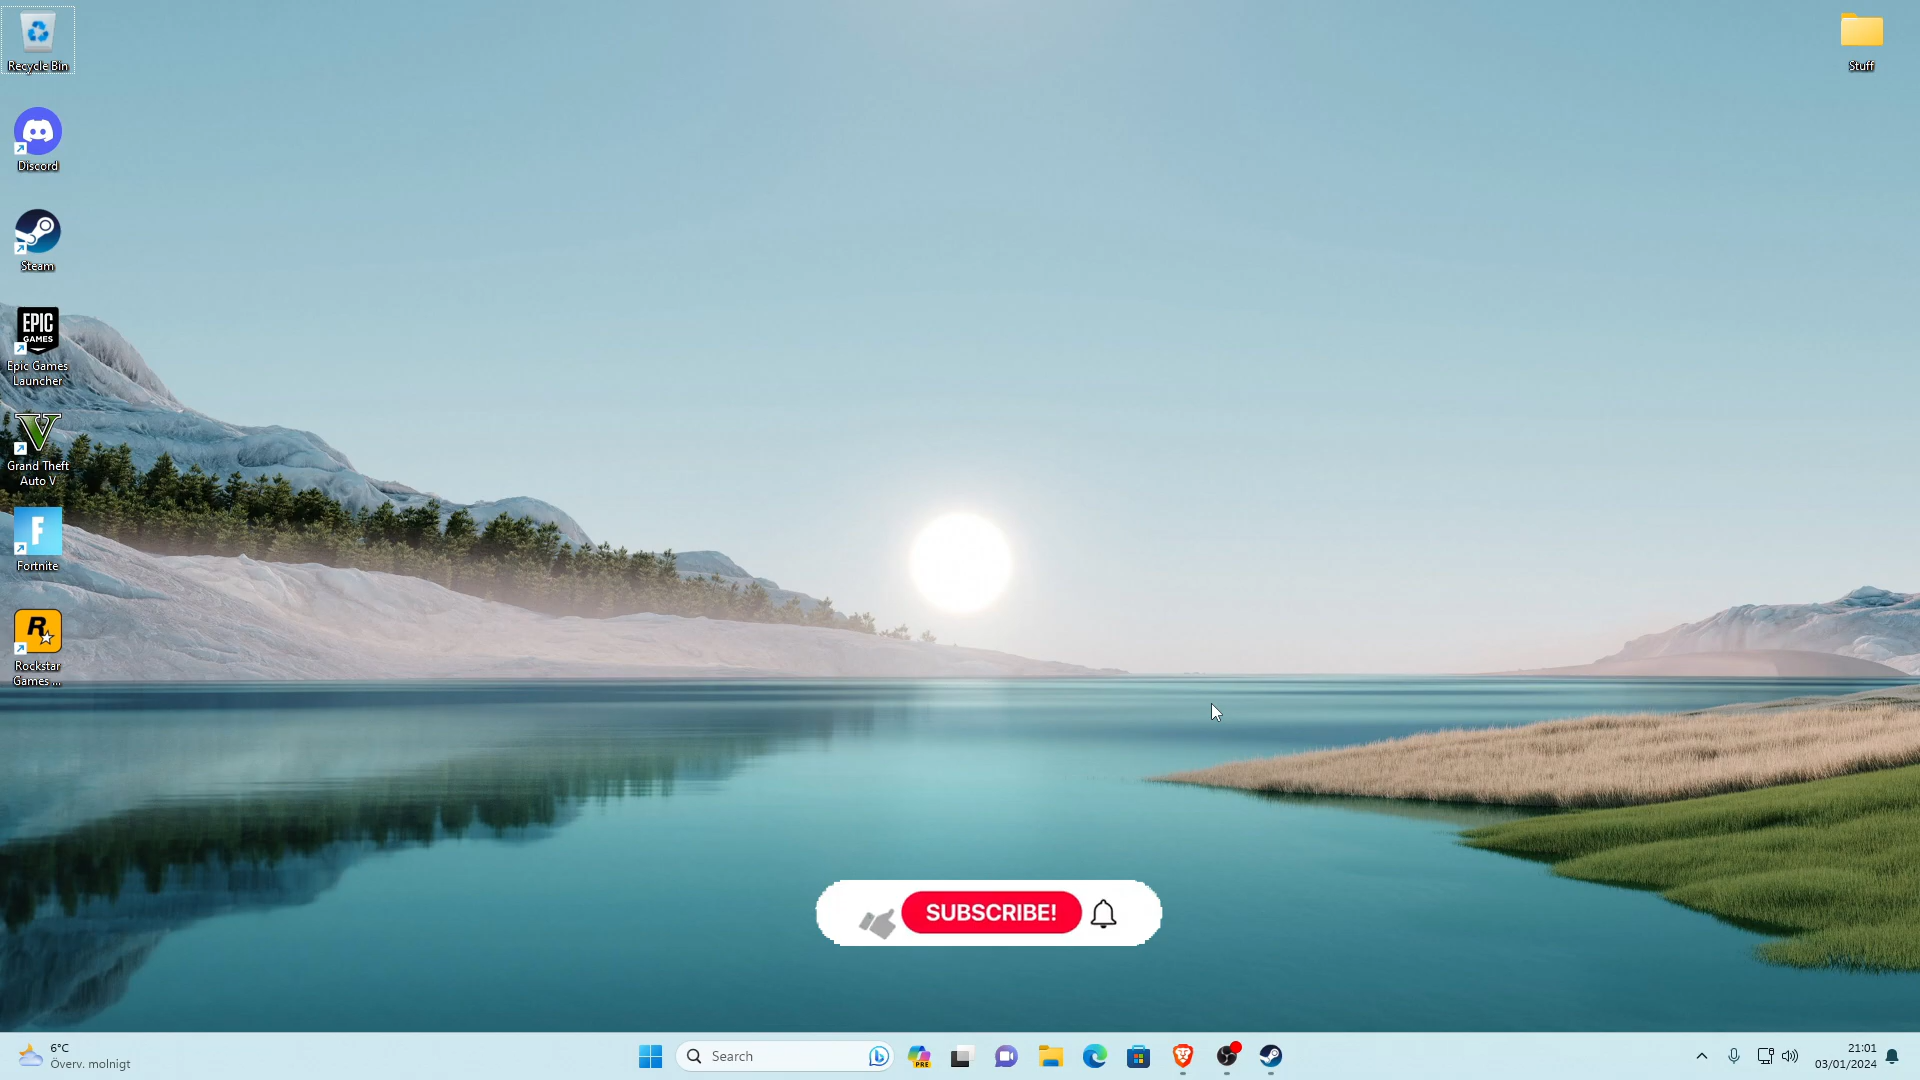 Recycle Bin
Stuff
Discord
Steam
EPIC
GAMES
Epic Games
Launcher
V
Grand Theft
Auto V
F
Fortnite
R
Rockstar
Games ...
SUBSCRIBE!
6°C
Överv. molnigt
Search
PRE
21:01
03/01/2024